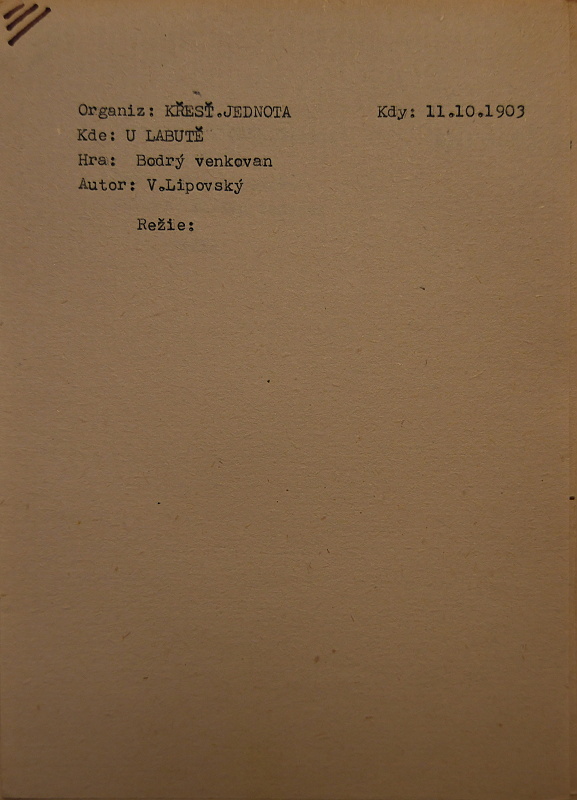 Organiz: KŘESŤ.JEDNOTA Kdy: 11.10.1903
Kde: U LABUTĚ
Hra: Bodrý venkovan
Autor: V.Lipovský
Režie: